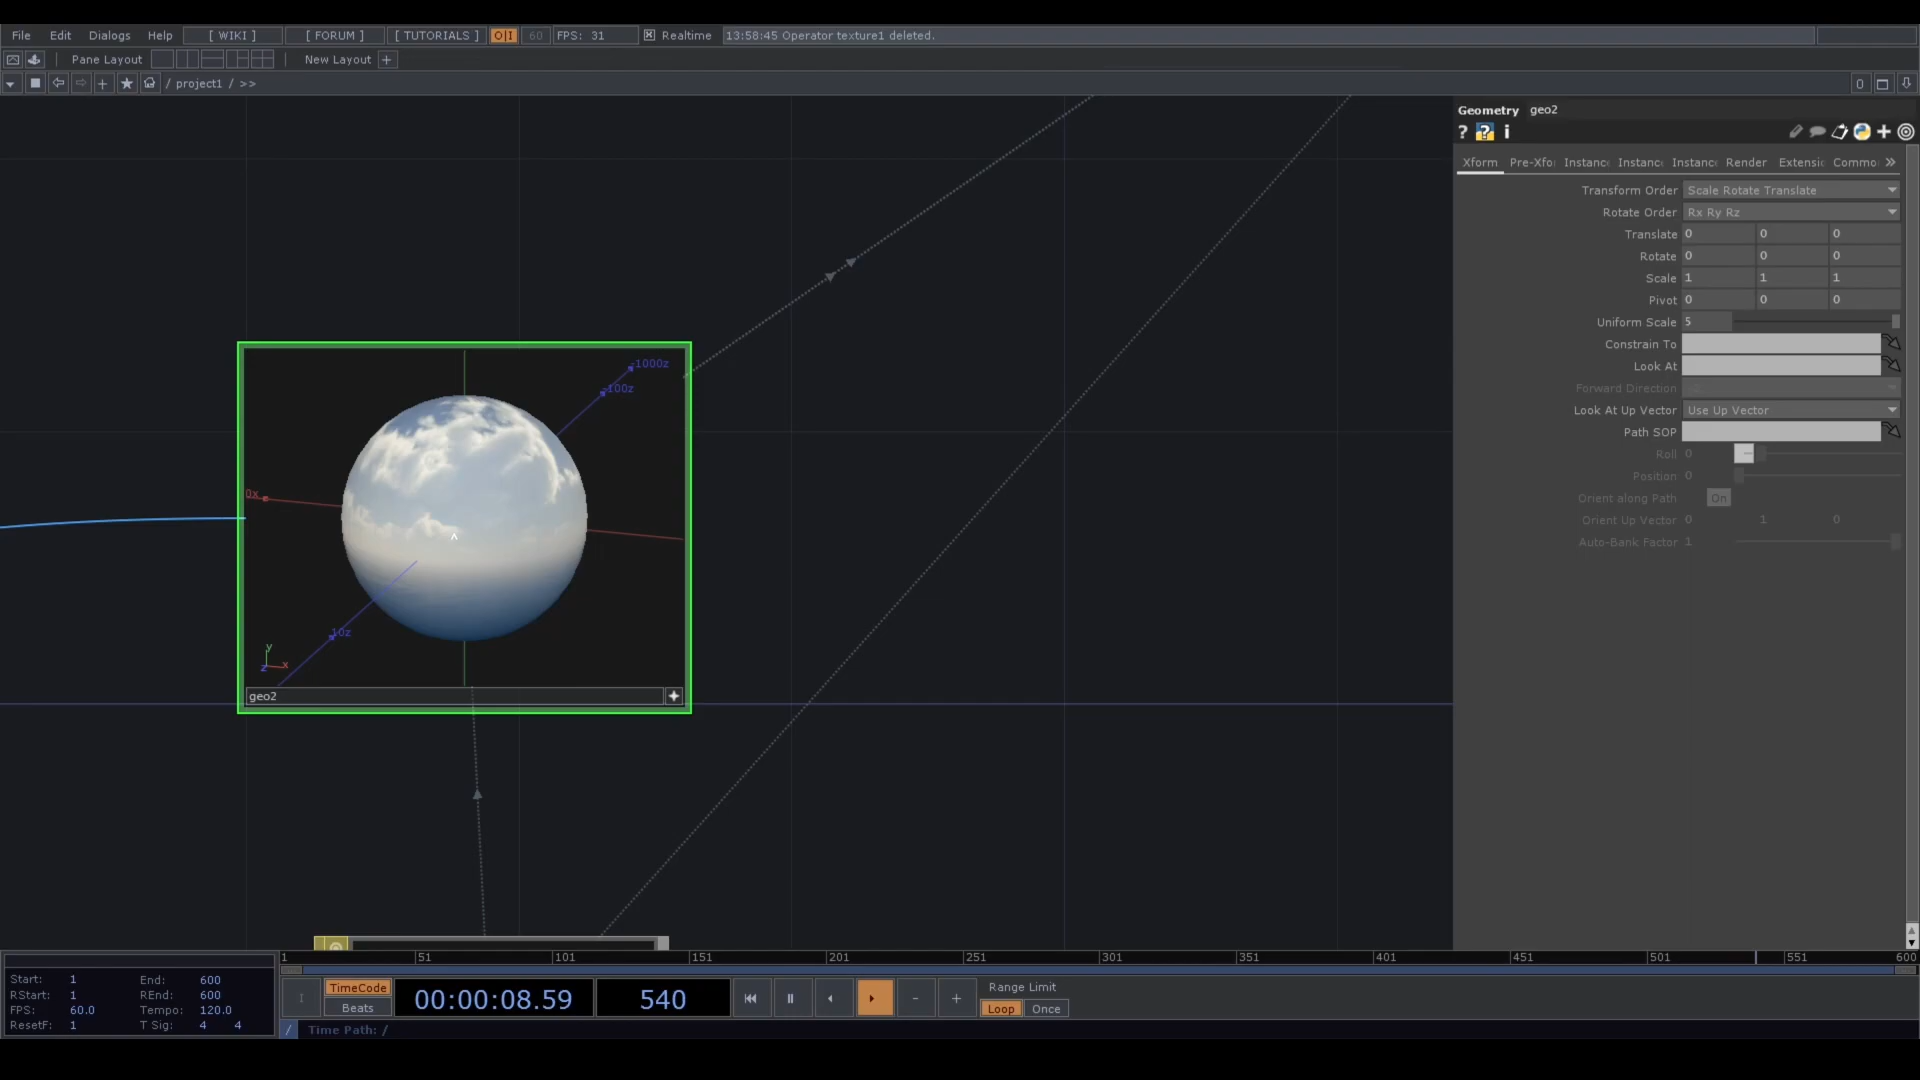 File Edit Dialogs Help [ WIKI ] [ FORUM ] [ TUTORIALS ] O|I 60 FPS: 31 Realtime 13:58:45 Operator texture1 deleted.
Pane Layout New Layout +
/ project1 / >> 0
Geometry geo2
? ? i
Xform Pre-Xfo Instanc Instanc Instanc Render Extensi Commo
Transform Order Scale Rotate Translate
Rotate Order Rx Ry Rz
Translate 0 0 0
Rotate 0 0 0
Scale 1 1 1
Pivot 0 0 0
Uniform Scale 5
Constrain To
Look At
Forward Direction
Look At Up Vector Use Up Vector
Path SOP
Roll 0
Position 0
Orient along Path On
Orient Up Vector 0 1 0
Auto-Bank Factor 1
-1000z
-100z
0x
10z
y
z x
geo2
1 51 101 151 201 251 301 351 401 451 501 551 600
Start: 1 End: 600
RStart: 1 REnd: 600
FPS: 60.0 Tempo: 120.0
ResetF: 1 T Sig: 4 4
I TimeCode Beats 00:00:08.59 540 - +
Range Limit
Loop Once
/ Time Path: /